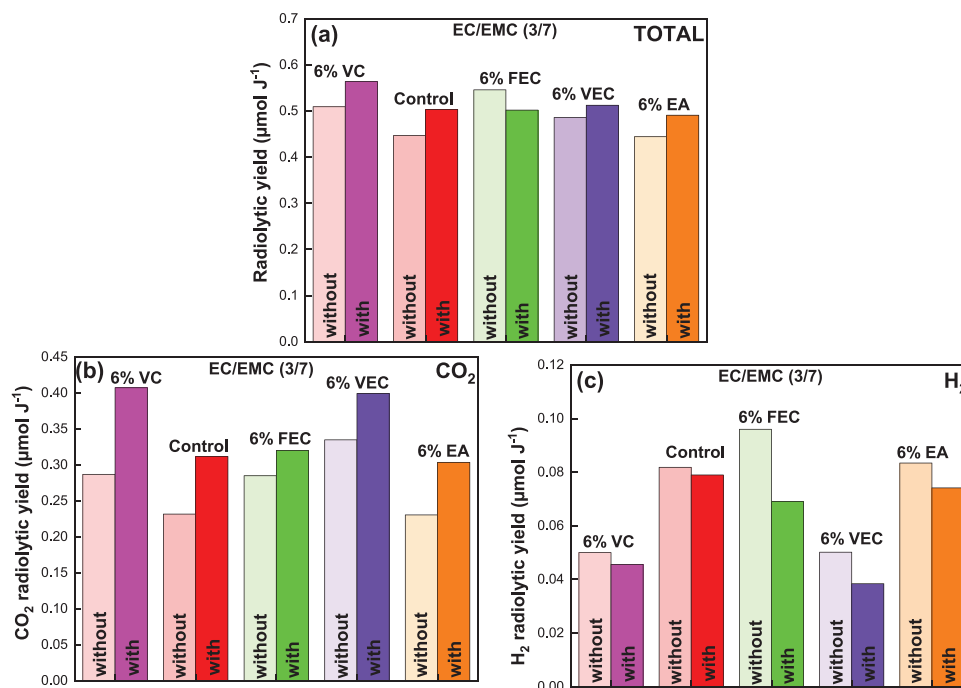 (a)
EC/EMC (3/7)
TOTAL
Radiolytic yield (µmol J⁻¹)
0.7
0.6
0.5
0.4
0.3
0.2
0.1
0.0
6% VC
Control
6% FEC
6% VEC
6% EA
without
with
without
with
without
with
without
with
without
with
(b)
EC/EMC (3/7)
CO₂
CO₂ radiolytic yield (µmol J⁻¹)
0.45
0.40
0.35
0.30
0.25
0.20
0.15
0.10
0.05
0.00
6% VC
Control
6% FEC
6% VEC
6% EA
without
with
without
with
without
with
without
with
without
with
(c)
EC/EMC (3/7)
H₂
H₂ radiolytic yield (µmol J⁻¹)
0.12
0.10
0.08
0.06
0.04
0.02
0.00
6% VC
Control
6% FEC
6% VEC
6% EA
without
with
without
with
without
with
without
with
without
with